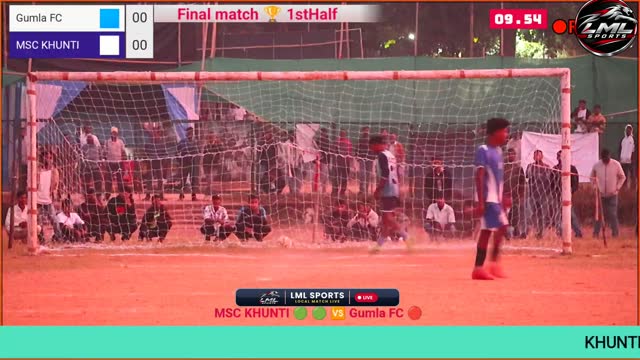 Gumla FC 00
Final match 🏆 1stHalf
09.54
LML
SPORTS
MSC KHUNTI 00
LML SPORTS
LOCAL MATCH LIVE
LIVE
MSC KHUNTI 🟢 🟢 🆚 Gumla FC 🔴
KHUNTI